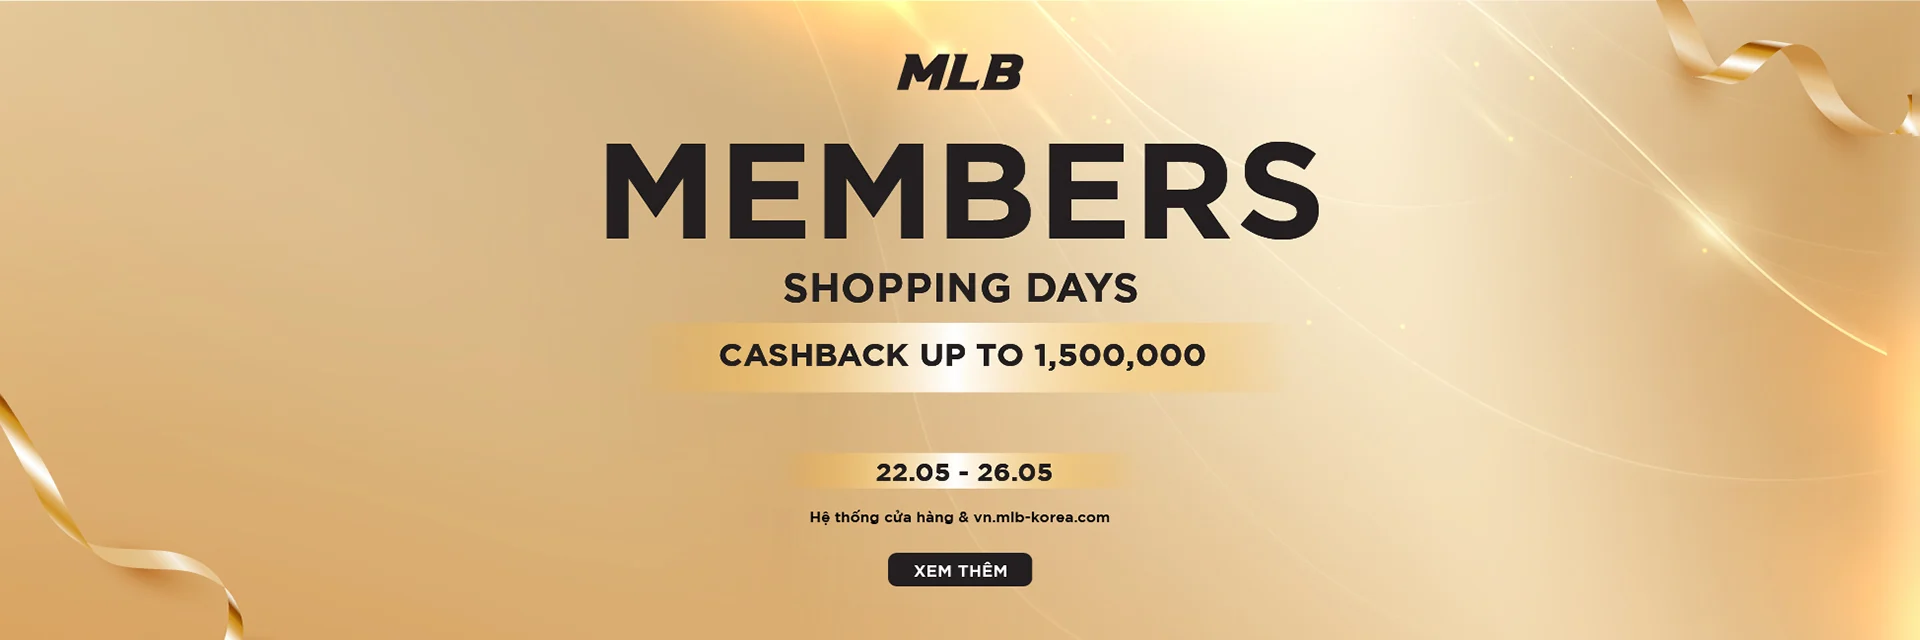 MLB
MEMBERS
SHOPPING DAYS
CASHBACK UP TO 1,500,000
22.05 - 26.05
Hệ thống cửa hàng & vn.mlb-korea.com
XEM THÊM